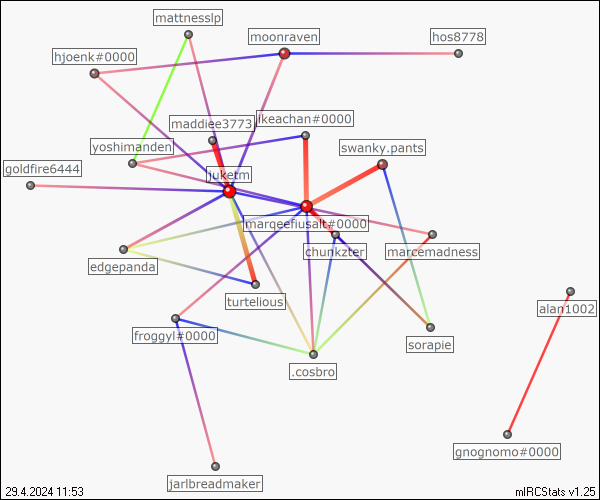 mattnesslp
moonraven
hos8778
hjoenk#0000
maddiee3773
ikeachan#0000
yoshimanden
swanky.pants
goldfire6444
juketm
marqeefiusalt#0000
chunkzter
marcemadness
edgepanda
turtelious
alan1002
froggyl#0000
sorapie
.cosbro
gnognomo#0000
jarlbreadmaker
29.4.2024 11:53
mIRCStats v1.25